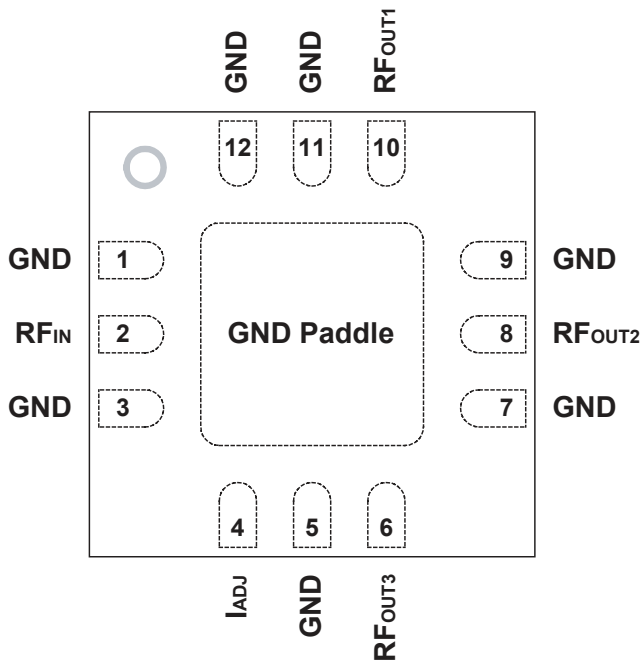 GND
GND
RFOUT1
12
11
10
GND
1
9
GND
RFIN
2
GND Paddle
8
RFOUT2
GND
3
7
GND
4
5
6
IADJ
GND
RFOUT3